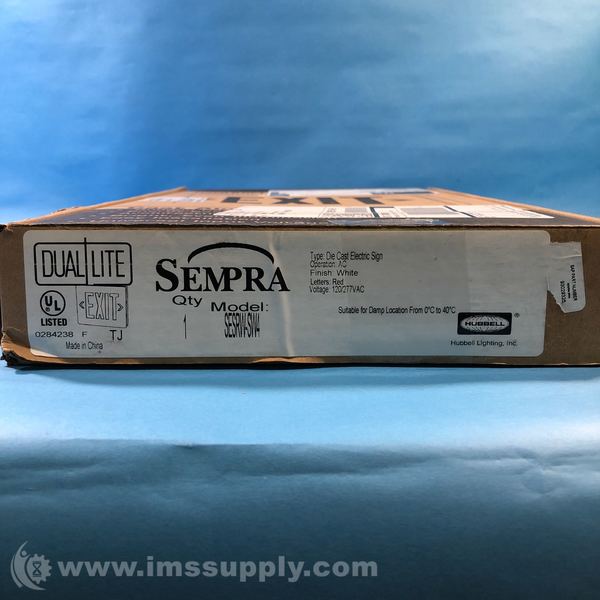 EXIT
DUAL LITE
UL
LISTED
EXIT
0284238 F TJ
Made in China
SEMPRA
Qty Model:
1
Type: Die Cast Electric Sign
Operation: AC
Finish: White
Letters: Red
Voltage: 120/277VAC
Suitable for Damp Location From 0°C to 40°C
HUBBELL
Hubbell Lighting, Inc.
www.imssupply.com